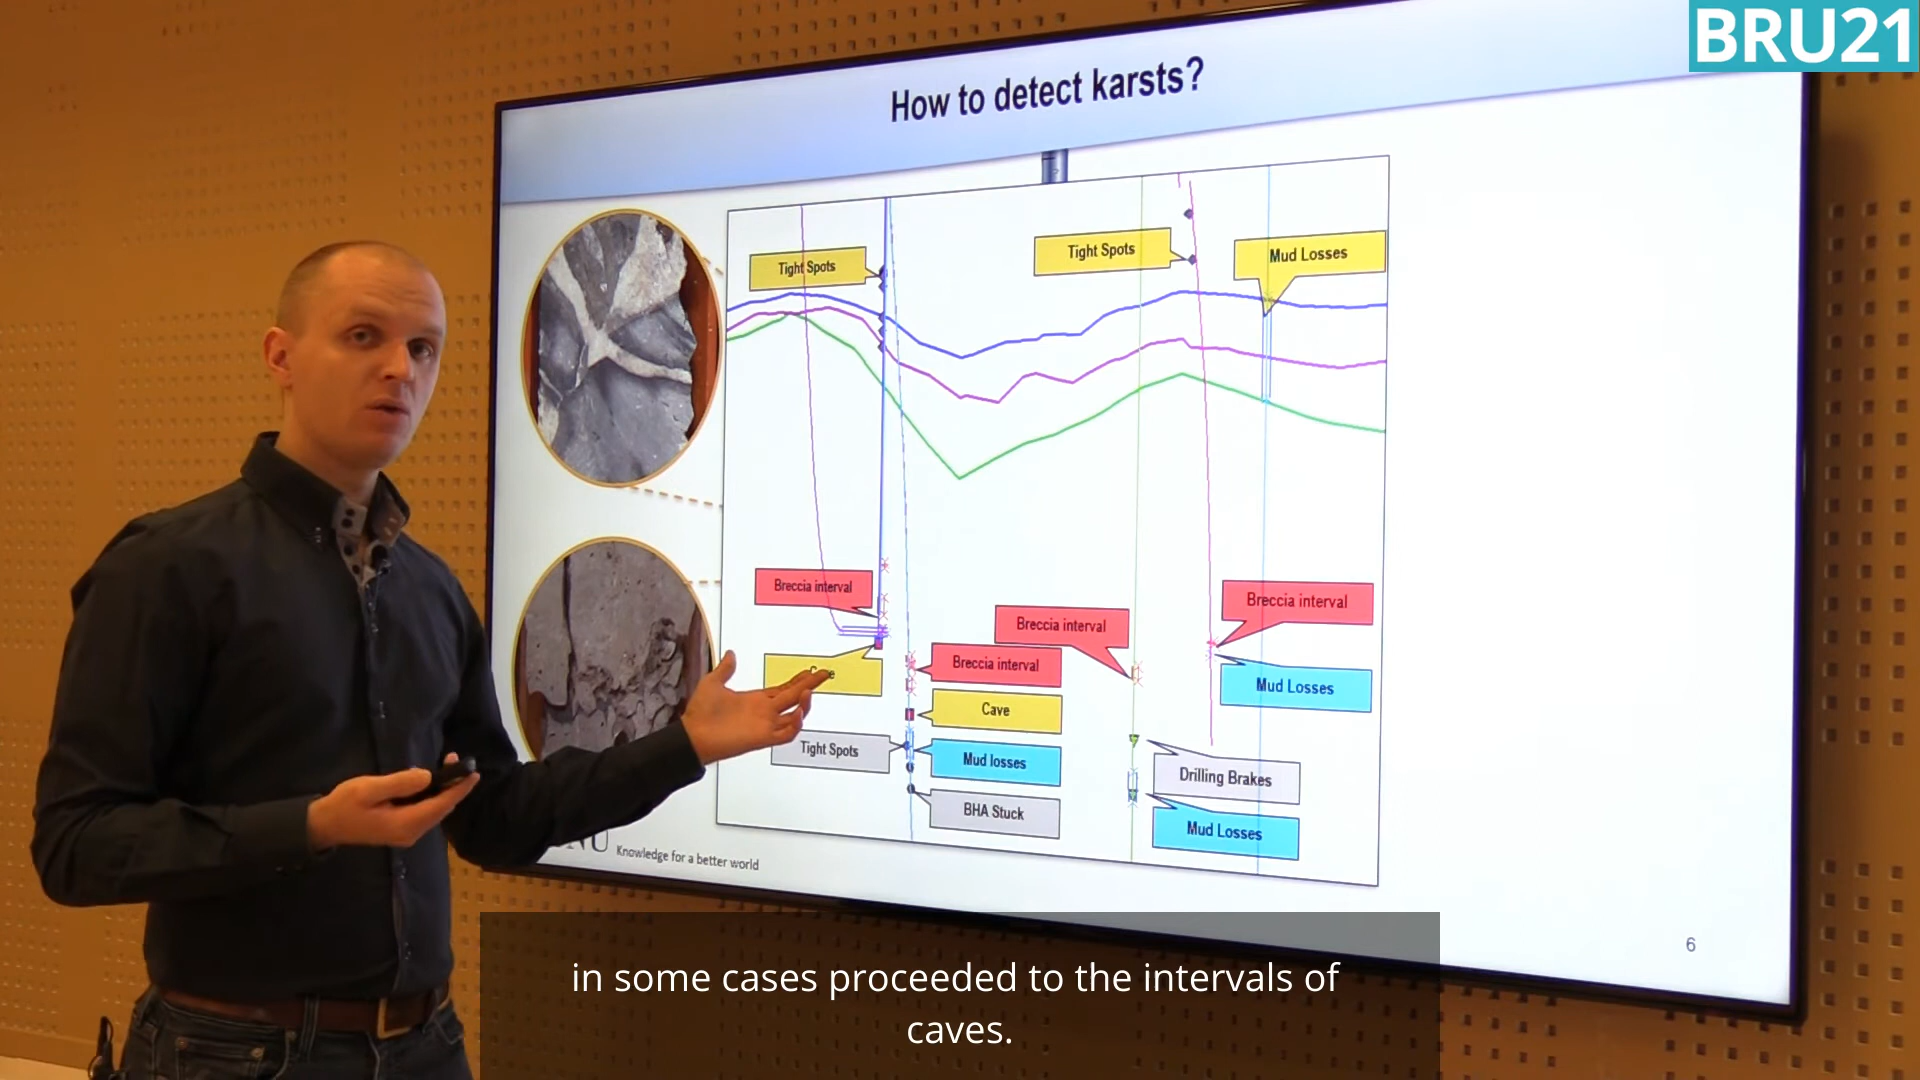 BRU21
How to detect karsts?
Tight Spots
Tight Spots
Mud Losses
Breccia interval
Breccia interval
Breccia interval
Breccia interval
Cave
Mud Losses
Tight Spots
Mud losses
Drilling Brakes
BHA Stuck
Mud Losses
Knowledge for a better world
6
in some cases proceeded to the intervals of
caves.